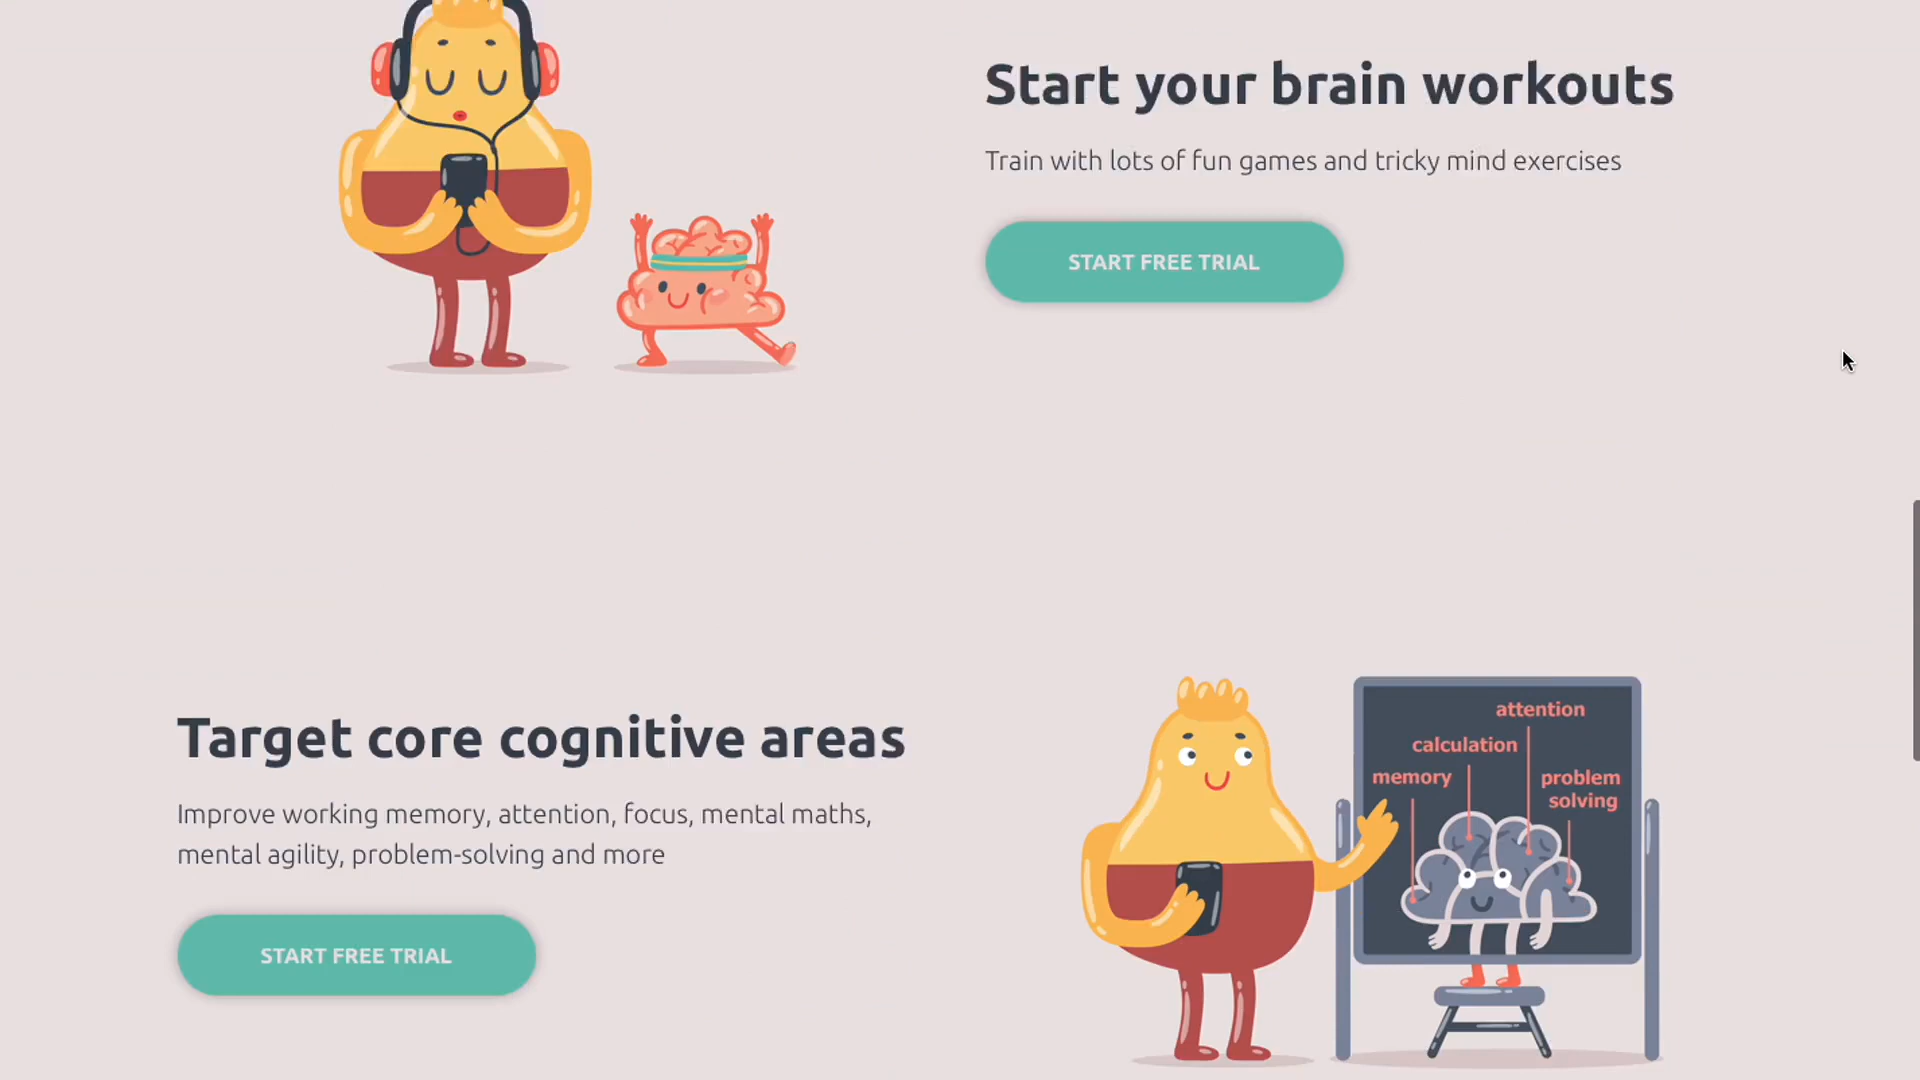 Start your brain workouts
Train with lots of fun games and tricky mind exercises
START FREE TRIAL
Target core cognitive areas
Improve working memory, attention, focus, mental maths,
mental agility, problem-solving and more
START FREE TRIAL
attention
calculation
memory
problem
solving